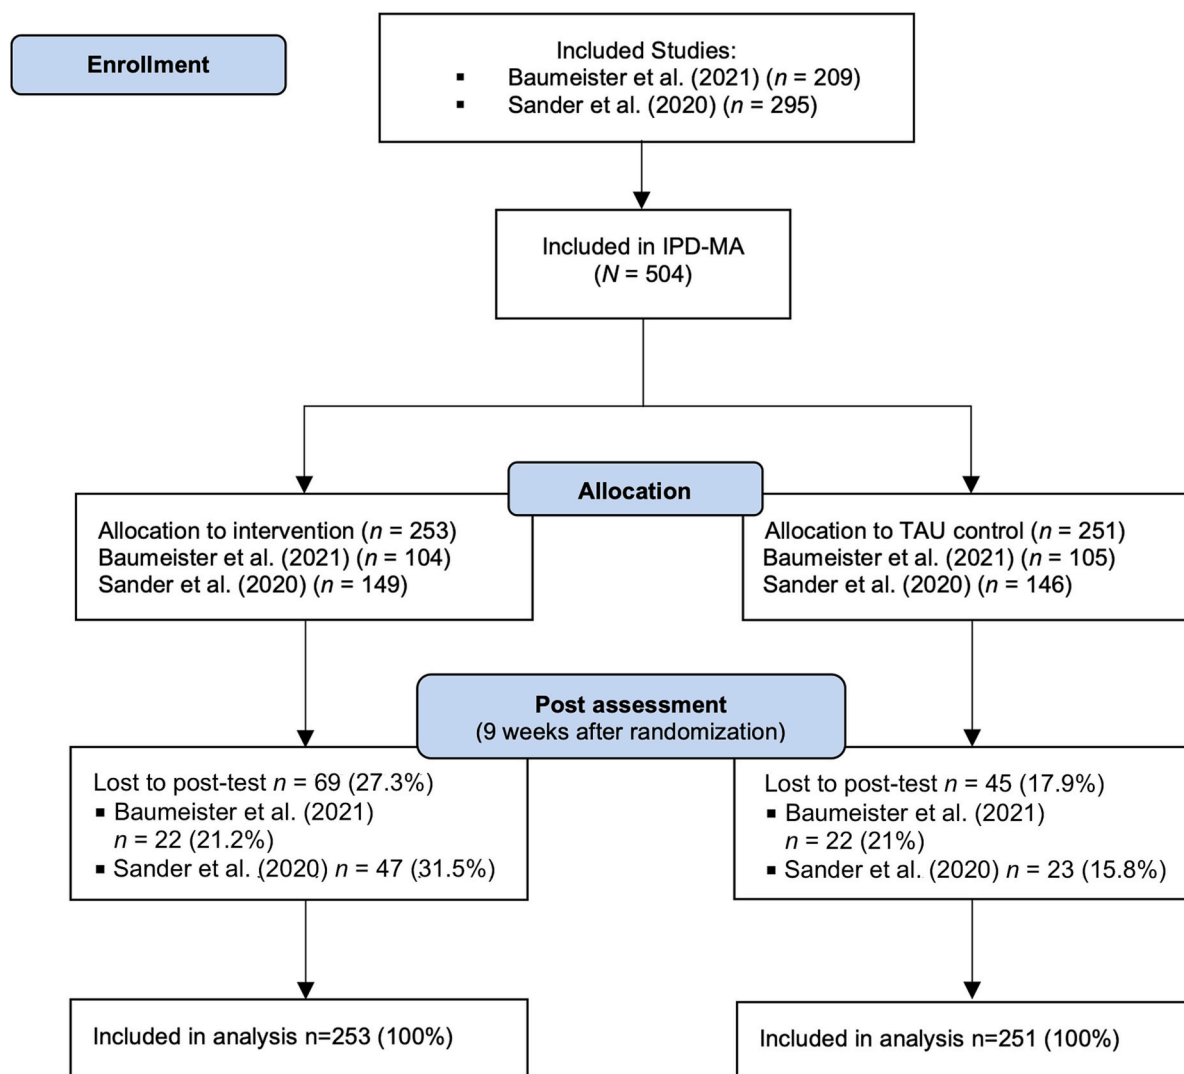 Enrollment
Included Studies:
▪ Baumeister et al. (2021) (n = 209)
▪ Sander et al. (2020) (n = 295)
Included in IPD-MA
(N = 504)
Allocation
Allocation to intervention (n = 253)
Baumeister et al. (2021) (n = 104)
Sander et al. (2020) (n = 149)
Allocation to TAU control (n = 251)
Baumeister et al. (2021) (n = 105)
Sander et al. (2020) (n = 146)
Post assessment
(9 weeks after randomization)
Lost to post-test n = 69 (27.3%)
▪ Baumeister et al. (2021)
n = 22 (21.2%)
▪ Sander et al. (2020) n = 47 (31.5%)
Lost to post-test n = 45 (17.9%)
▪ Baumeister et al. (2021)
n = 22 (21%)
▪ Sander et al. (2020) n = 23 (15.8%)
Included in analysis n=253 (100%)
Included in analysis n=251 (100%)